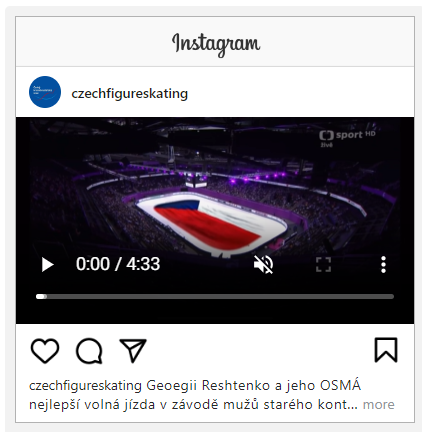 Instagram
czechfigureskating
sport HD
živě
0:00 / 4:33
czechfigureskating Geoegii Reshtenko a jeho OSMÁ
nejlepší volná jízda v závodě mužů starého kont... more